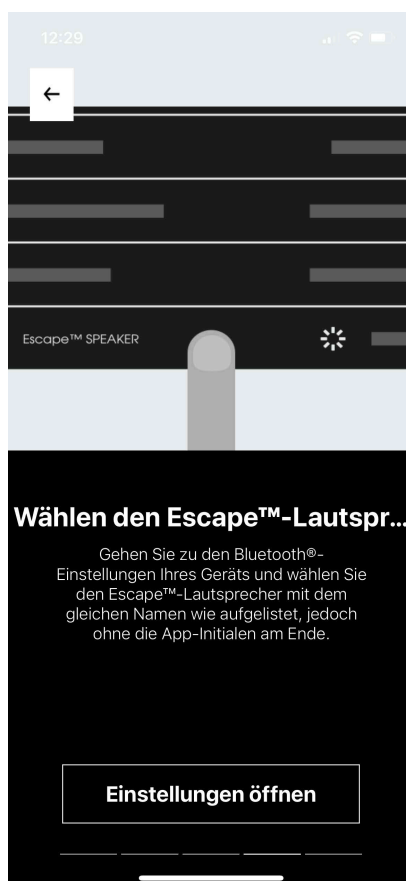 12:29
Escape™ SPEAKER
Wählen den Escape™-Lautspr...
Gehen Sie zu den Bluetooth®-
Einstellungen Ihres Geräts und wählen Sie
den Escape™-Lautsprecher mit dem
gleichen Namen wie aufgelistet, jedoch
ohne die App-Initialen am Ende.
Einstellungen öffnen